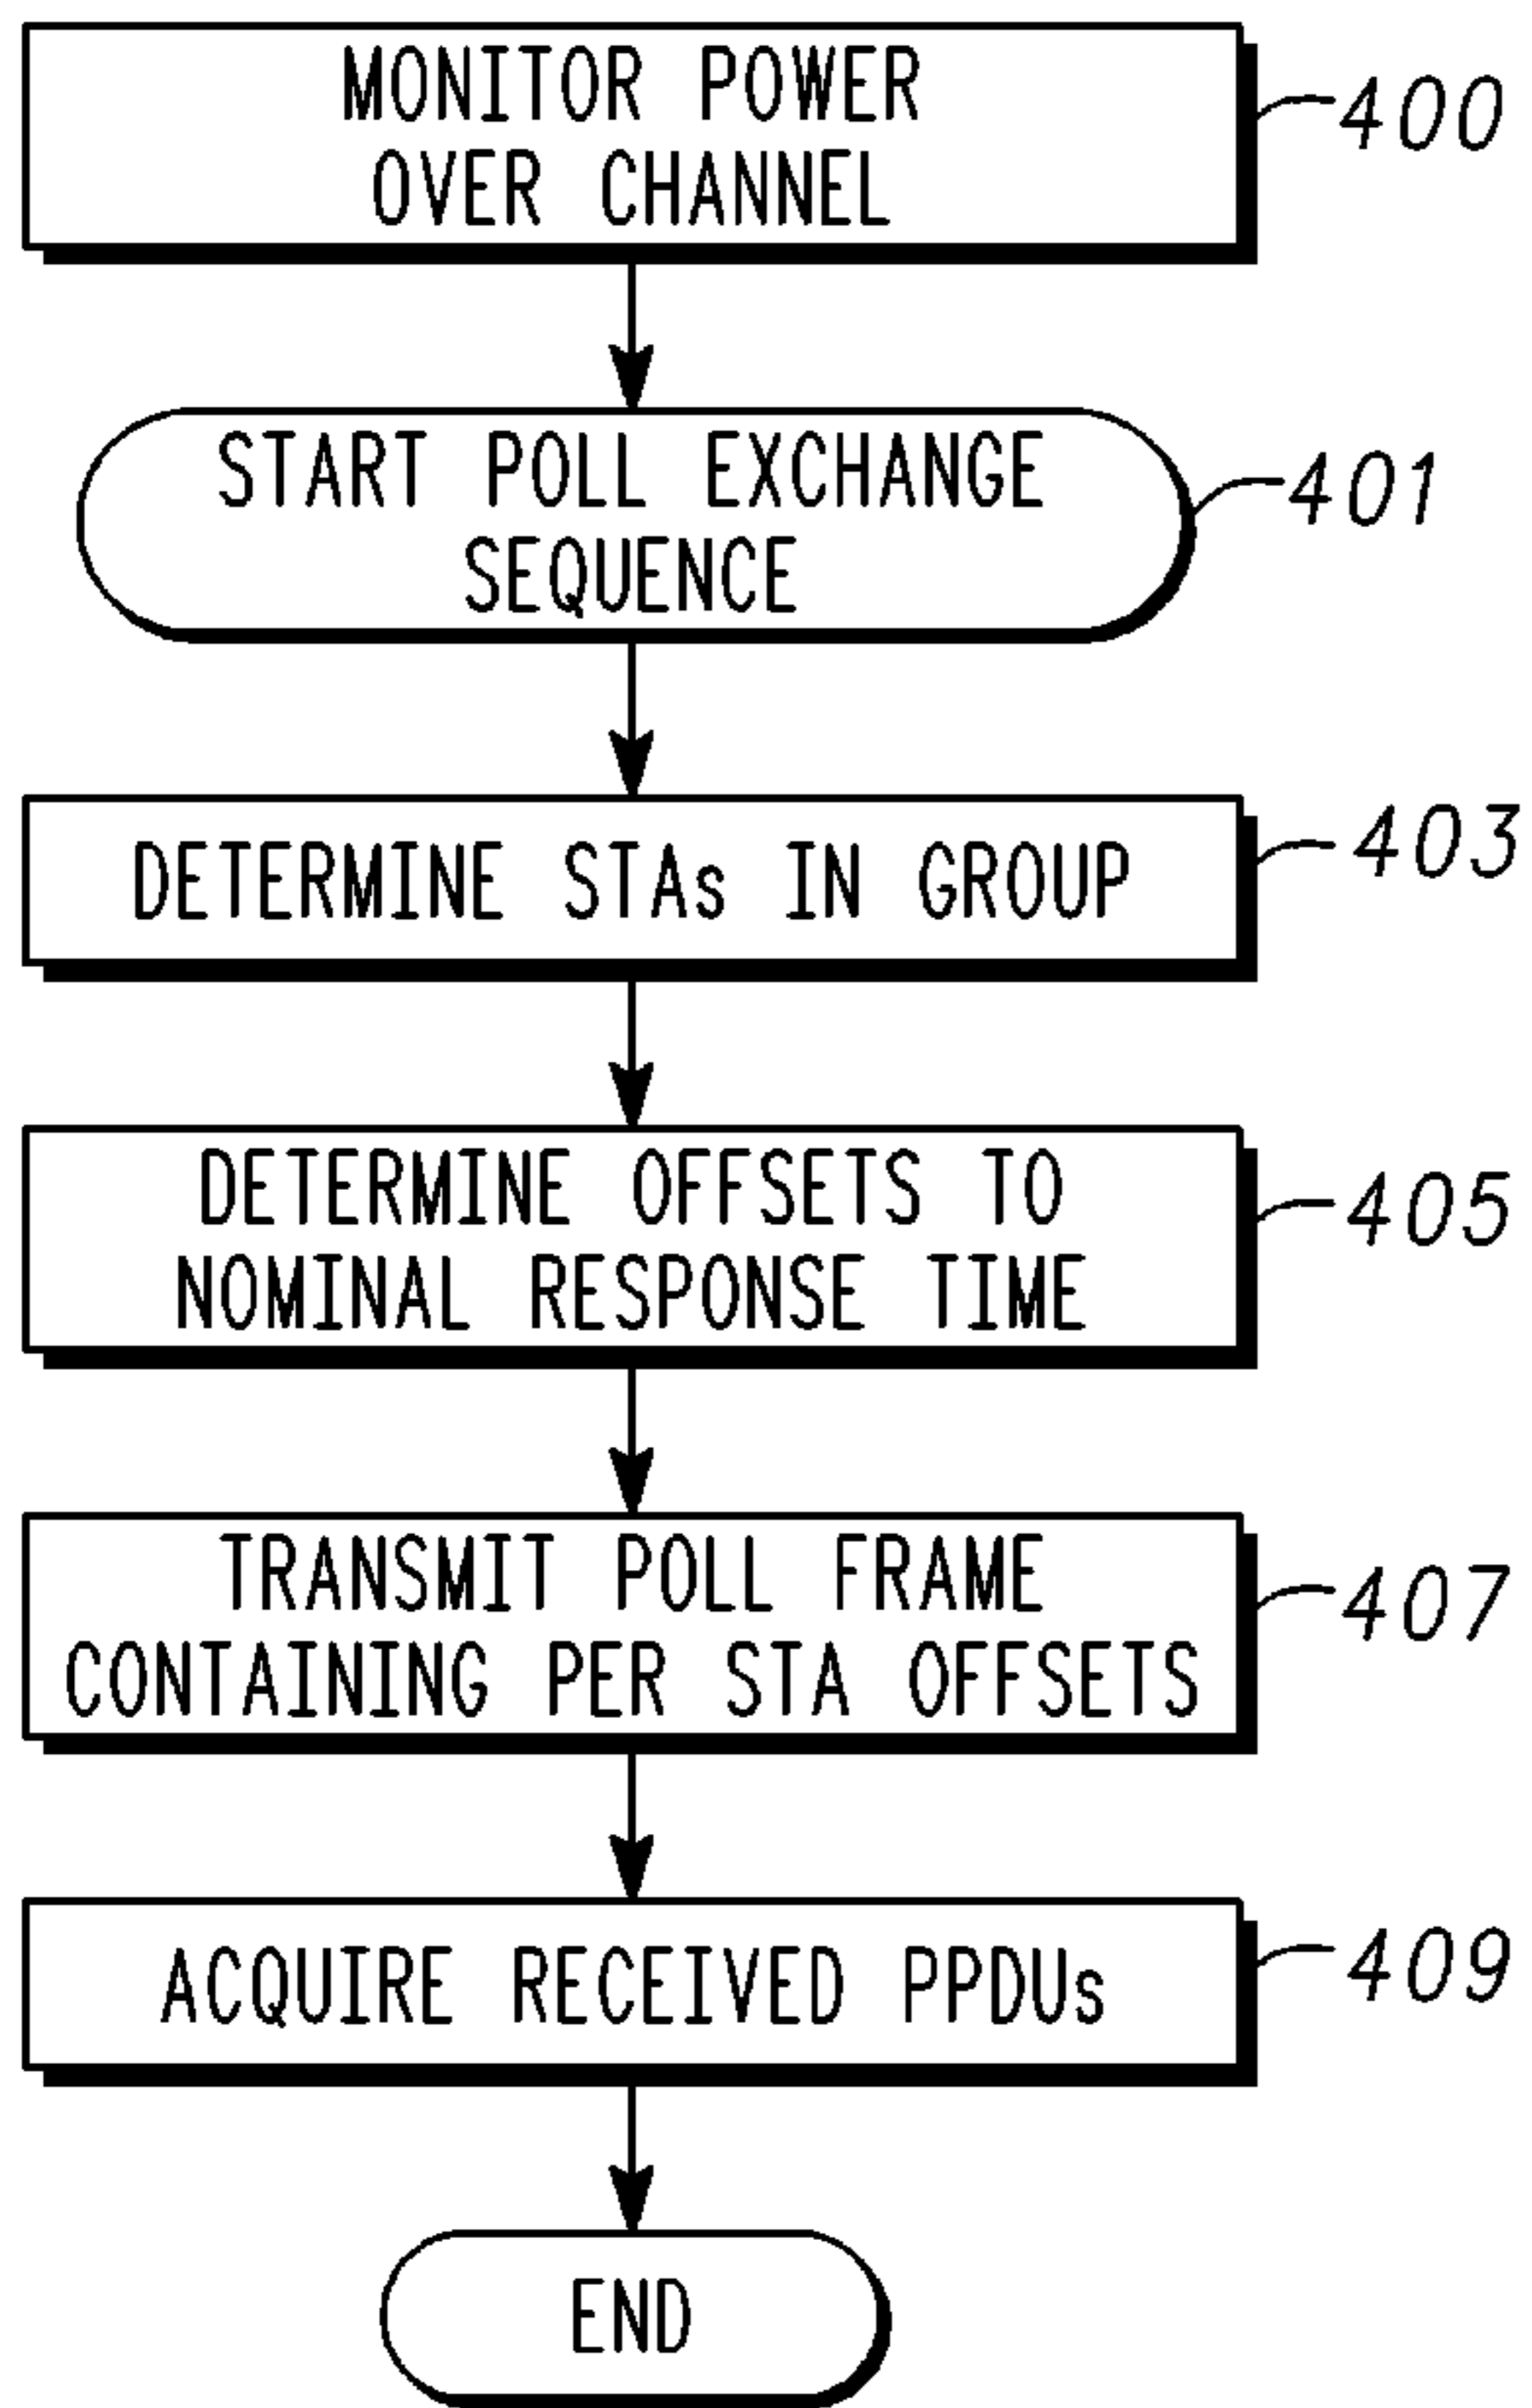 MONITOR POWER
OVER CHANNEL
400
START POLL EXCHANGE
SEQUENCE
401
DETERMINE STAs IN GROUP
403
DETERMINE OFFSETS TO
NOMINAL RESPONSE TIME
405
TRANSMIT POLL FRAME
CONTAINING PER STA OFFSETS
407
ACQUIRE RECEIVED PPDUs
409
END